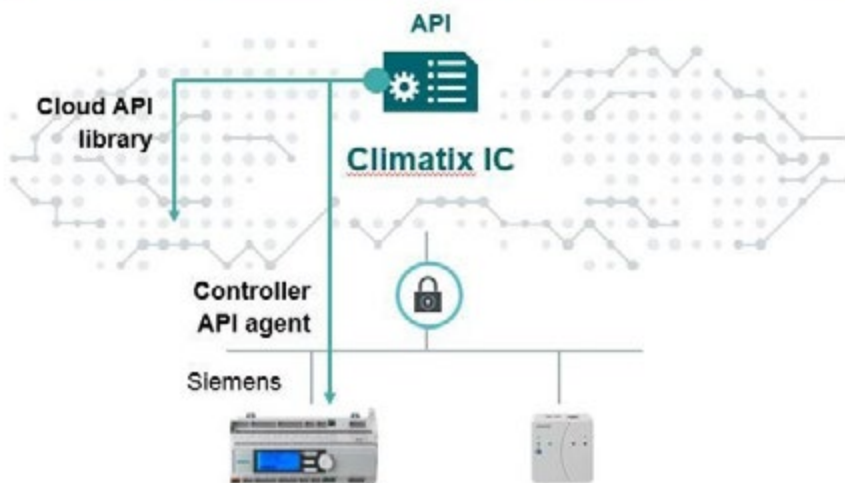 API
Cloud API
library
Climatix IC
Controller
API agent
Siemens